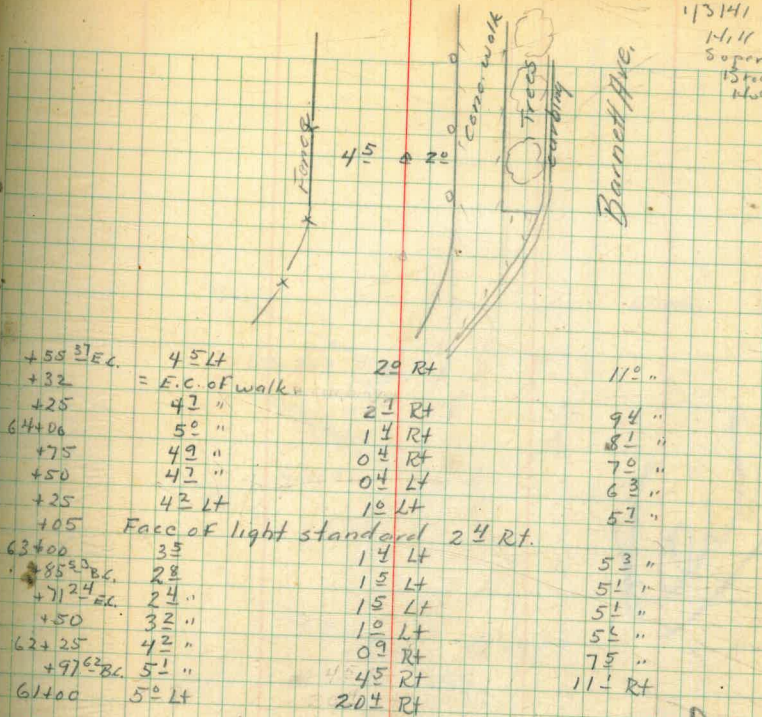 1/3/41
Hill
Fence
4 5 2 0
Conc. walk
Trees
curbing
Barnett Ave.
+55 37 E.C. 4 5 Lt 2 0 Rt 11 0 "
+32 = E.C. of walk
+25 4 7 " 2 1 Rt 9 4 "
64+00 5 0 " 1 4 Rt 8 1 "
+75 4 9 " 0 4 Rt 7 0 "
+50 4 7 " 0 4 Lt 6 3 "
+25 4 2 Lt 1 0 Lt 5 7 "
+05 Face of light standard 2 4 Rt.
63+00 3 5 1 4 Lt 5 3 "
+85 53 B.C. 2 8 1 5 Lt 5 1 "
+71 24 E.C. 2 4 " 1 5 Lt 5 1 "
+50 3 2 " 1 0 Lt 5 "
62+25 4 2 " 0 9 Rt 7 5 "
+97 62 B.C. 5 1 " 4 5 Rt 11 1 Rt
61+00 5 0 Lt 20 4 Rt